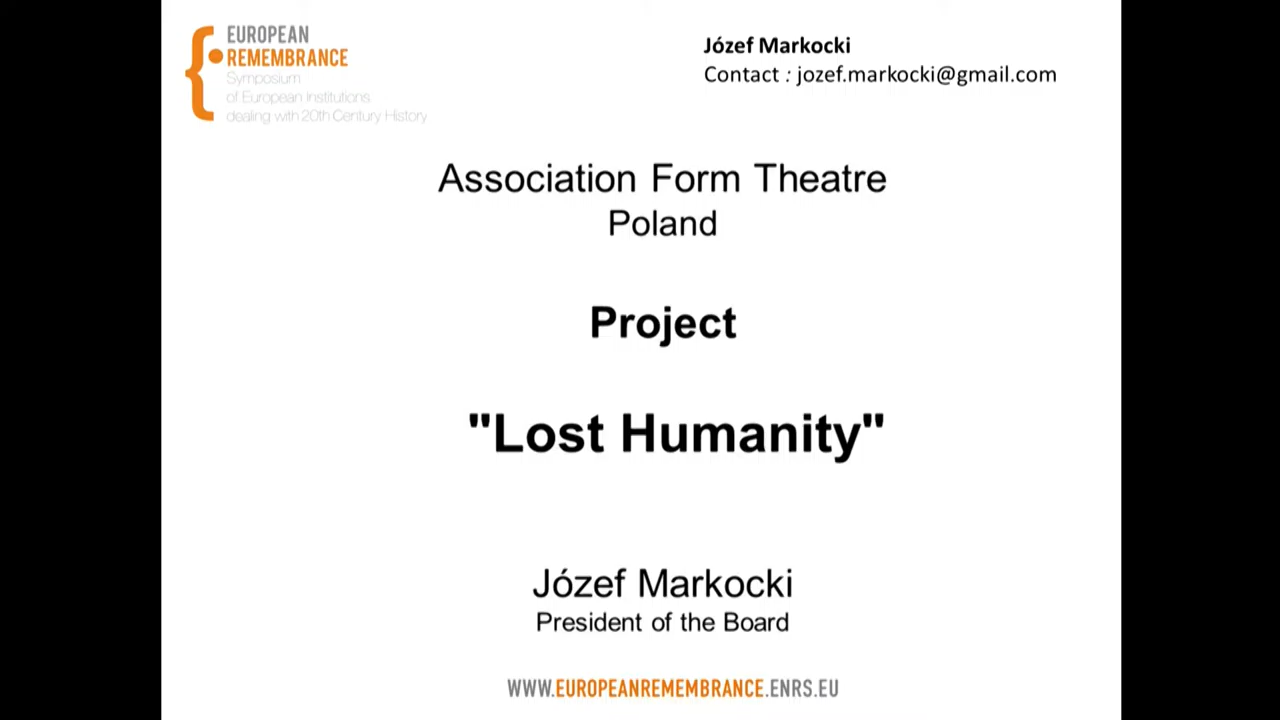 EUROPEAN
REMEMBRANCE
Symposium
of European institutions
dealing with 20th Century History
Józef Markocki
Contact : jozef.markocki@gmail.com
Association Form Theatre
Poland
Project
"Lost Humanity"
Józef Markocki
President of the Board
WWW.EUROPEANREMEMBRANCE.ENRS.EU